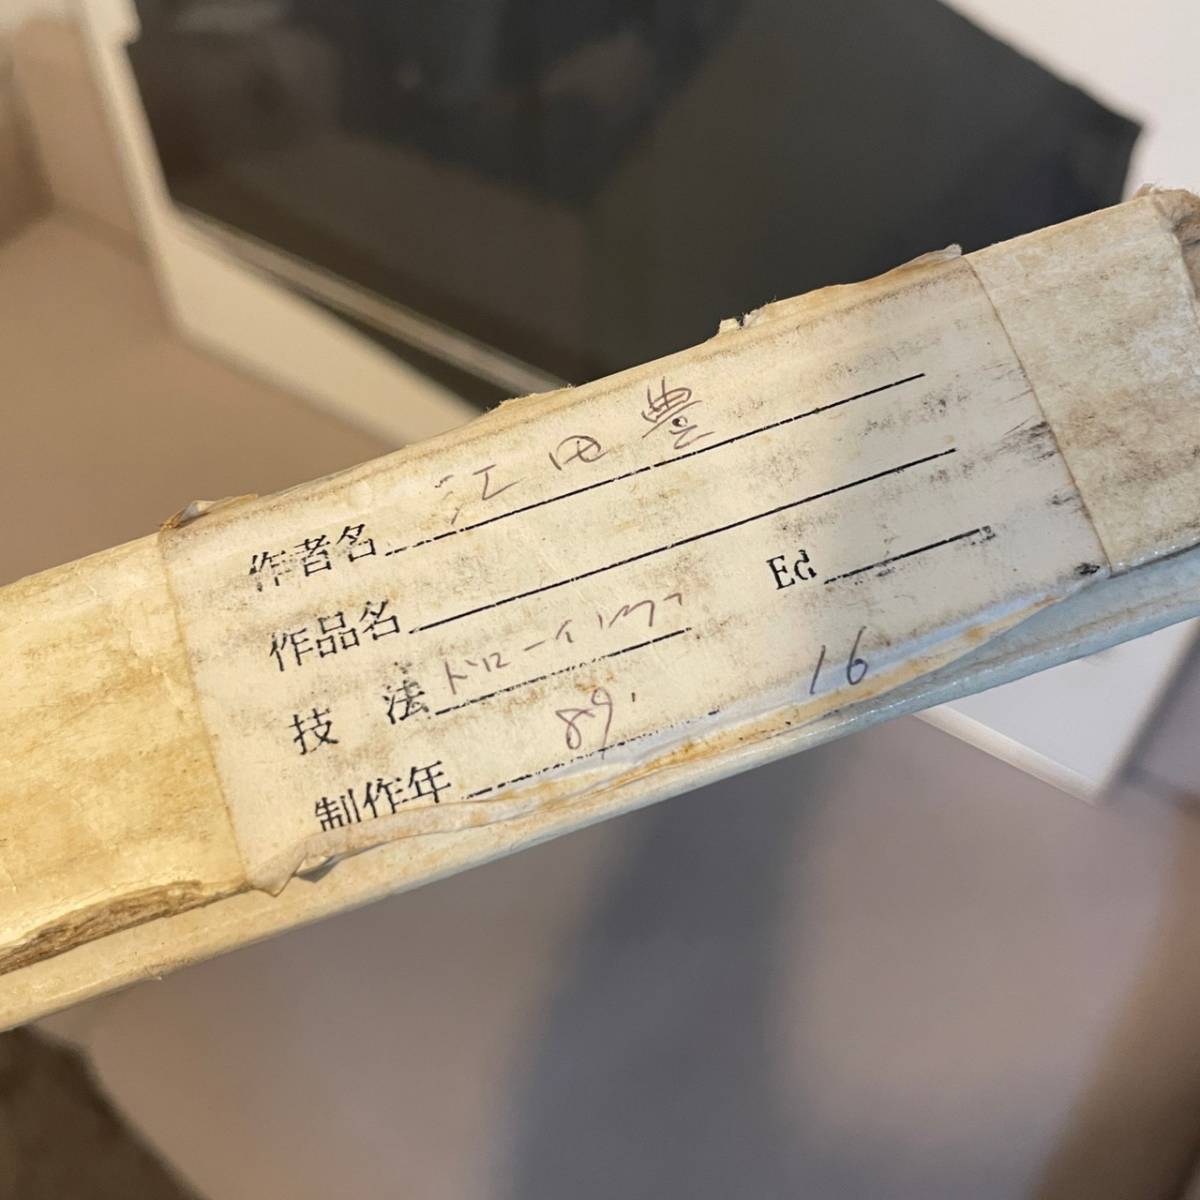 作者名 江田豊
作品名
技 法 ドローイング Ed
制作年 89. 16